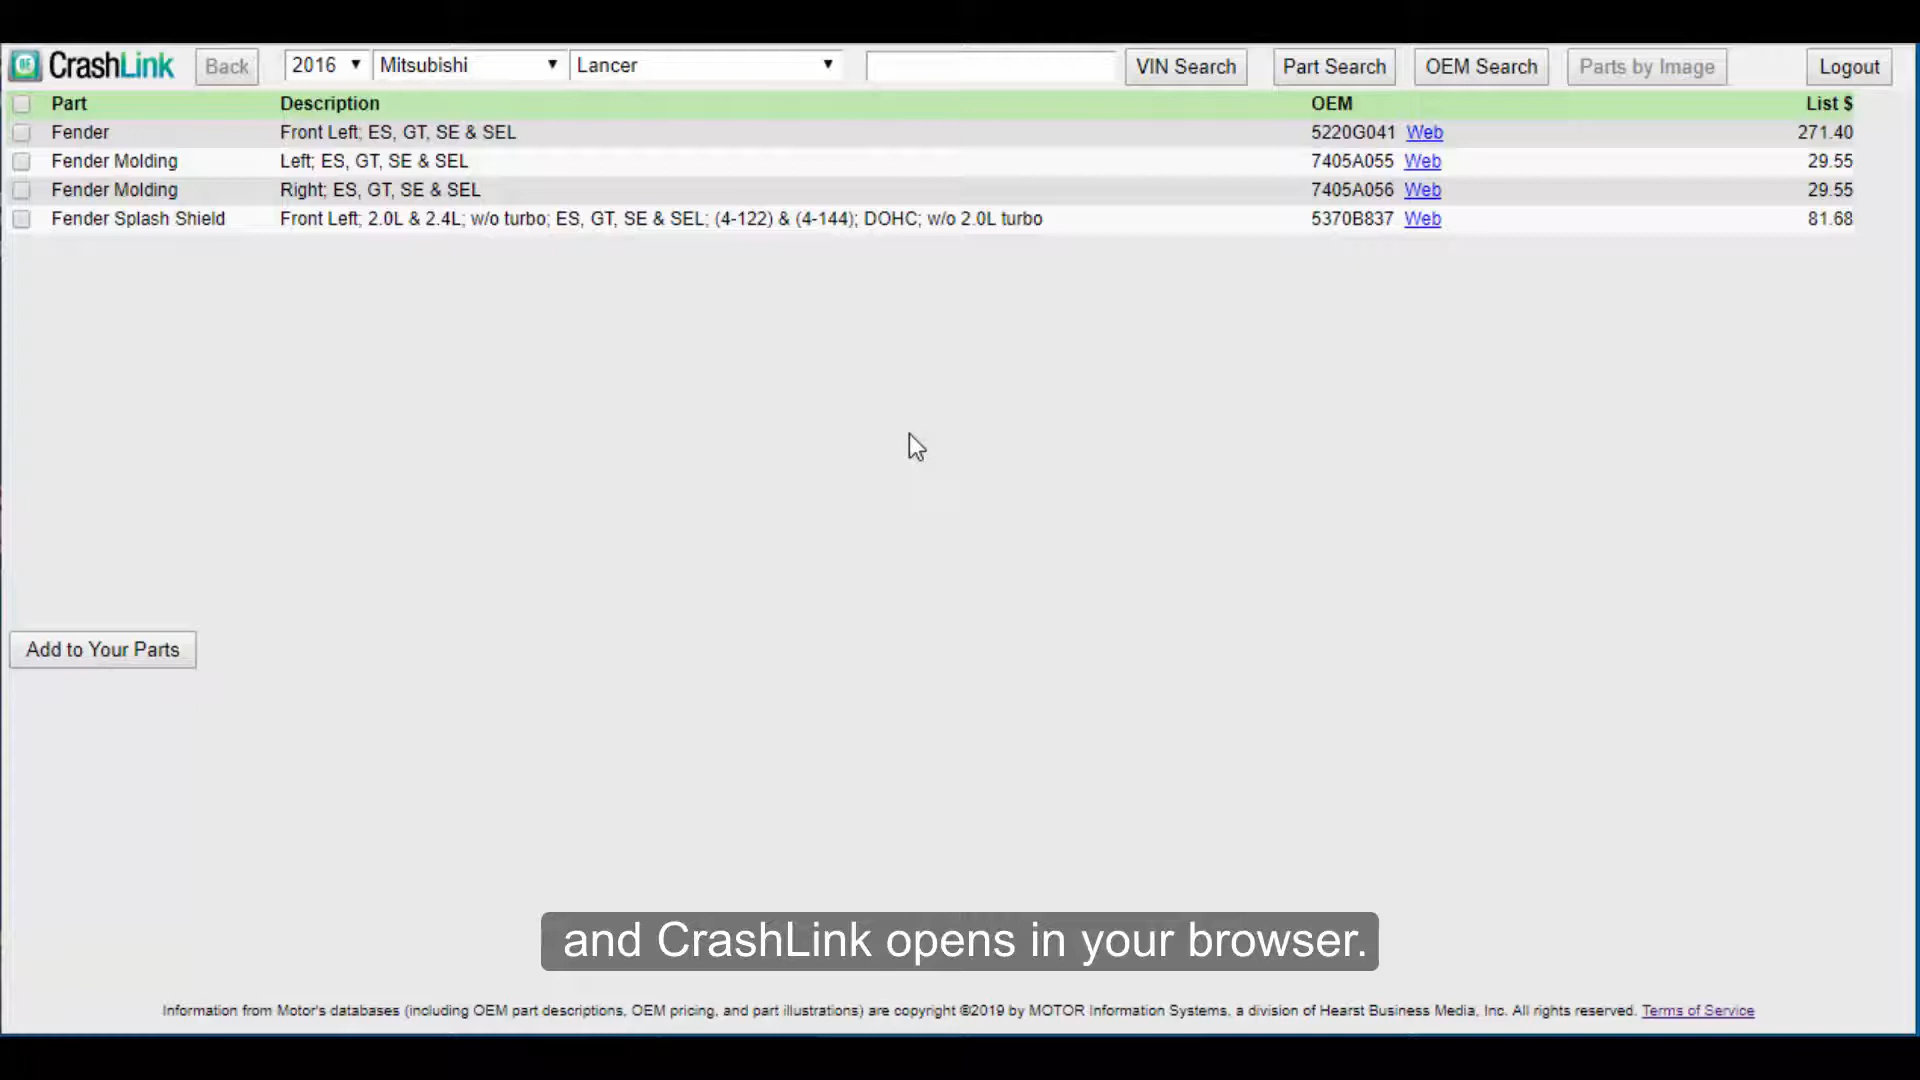 CrashLink Back 2016 Mitsubishi Lancer VIN Search Part Search OEM Search Parts by Image Logout
Part Description OEM List $
Fender Front Left; ES, GT, SE & SEL 5220G041 Web 271.40
Fender Molding Left; ES, GT, SE & SEL 7405A055 Web 29.55
Fender Molding Right; ES, GT, SE & SEL 7405A056 Web 29.55
Fender Splash Shield Front Left; 2.0L & 2.4L; w/o turbo; ES, GT, SE & SEL; (4-122) & (4-144); DOHC; w/o 2.0L turbo 5370B837 Web 81.68
Add to Your Parts
and CrashLink opens in your browser.
Information from Motor's databases (including OEM part descriptions, OEM pricing, and part illustrations) are copyright ©2019 by MOTOR Information Systems, a division of Hearst Business Media, Inc. All rights reserved. Terms of Service